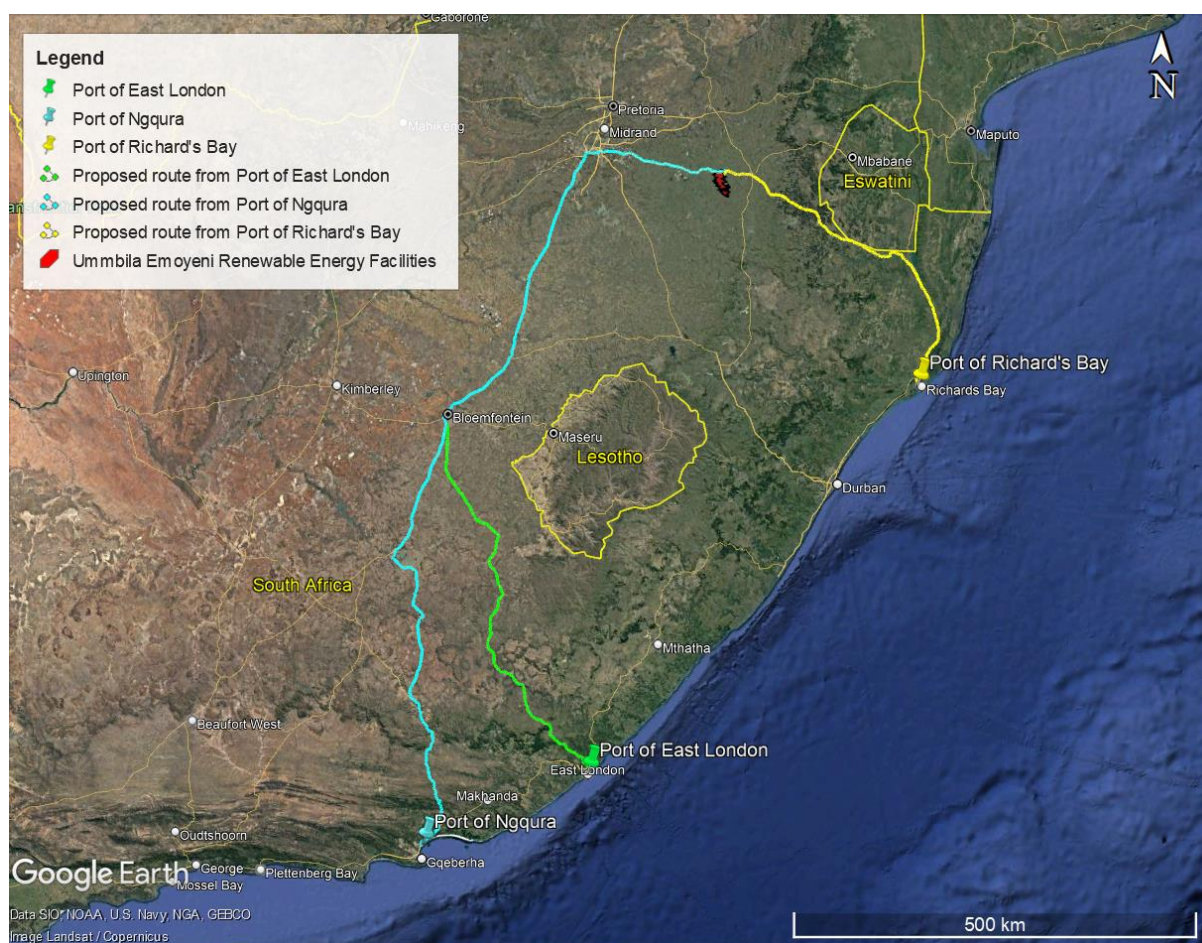 Gaborone
Legend
Port of East London
Port of Ngqura
Port of Richard's Bay
Proposed route from Port of East London
Proposed route from Port of Ngqura
Proposed route from Port of Richard's Bay
Ummbila Emoyeni Renewable Energy Facilities
N
Pretoria
Mahikeng
Midrand
Maputo
Mbabane
Eswatini
Port of Richard's Bay
Richards Bay
Upington
Kimberley
Bloemfontein
Maseru
Lesotho
Durban
South Africa
Mthatha
Beaufort West
Port of East London
East London
Makhanda
Port of Ngqura
Oudtshoorn
Gqeberha
George
Plettenberg Bay
Mossel Bay
Google Earth
Data SIO, NOAA, U.S. Navy, NGA, GEBCO
Image Landsat / Copernicus
500 km